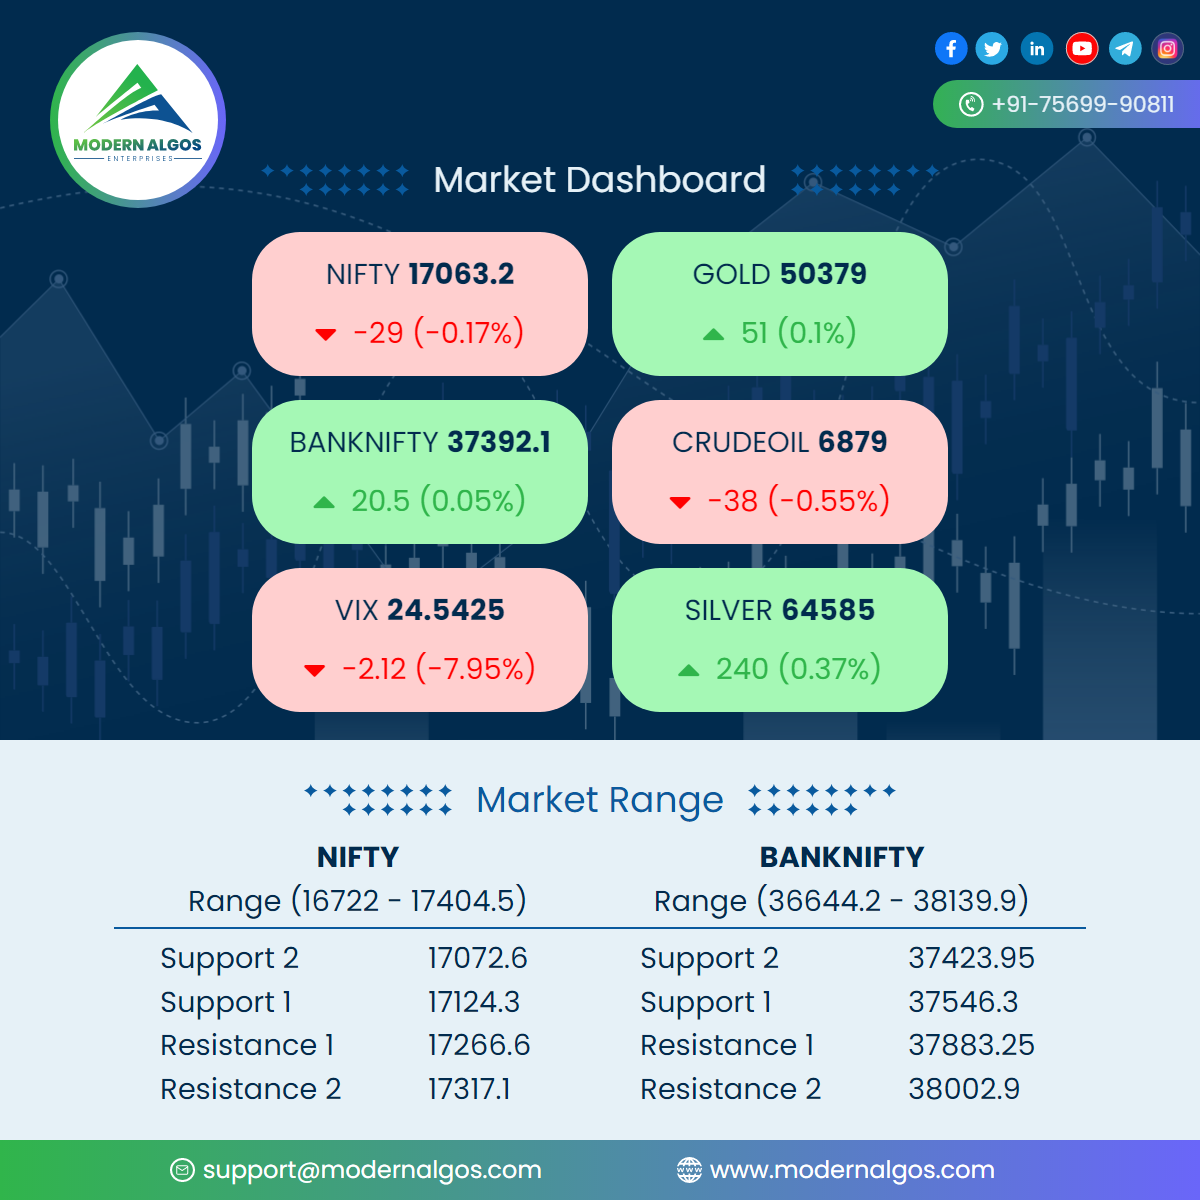 MODERN ALGOS
ENTERPRISES
+91-75699-90811
Market Dashboard
NIFTY 17063.2
-29 (-0.17%)
GOLD 50379
51 (0.1%)
BANKNIFTY 37392.1
20.5 (0.05%)
CRUDEOIL 6879
-38 (-0.55%)
VIX 24.5425
-2.12 (-7.95%)
SILVER 64585
240 (0.37%)
Market Range
NIFTY
Range (16722 - 17404.5)
Support 2 17072.6
Support 1 17124.3
Resistance 1 17266.6
Resistance 2 17317.1
BANKNIFTY
Range (36644.2 - 38139.9)
Support 2 37423.95
Support 1 37546.3
Resistance 1 37883.25
Resistance 2 38002.9
support@modernalgos.com
www.modernalgos.com